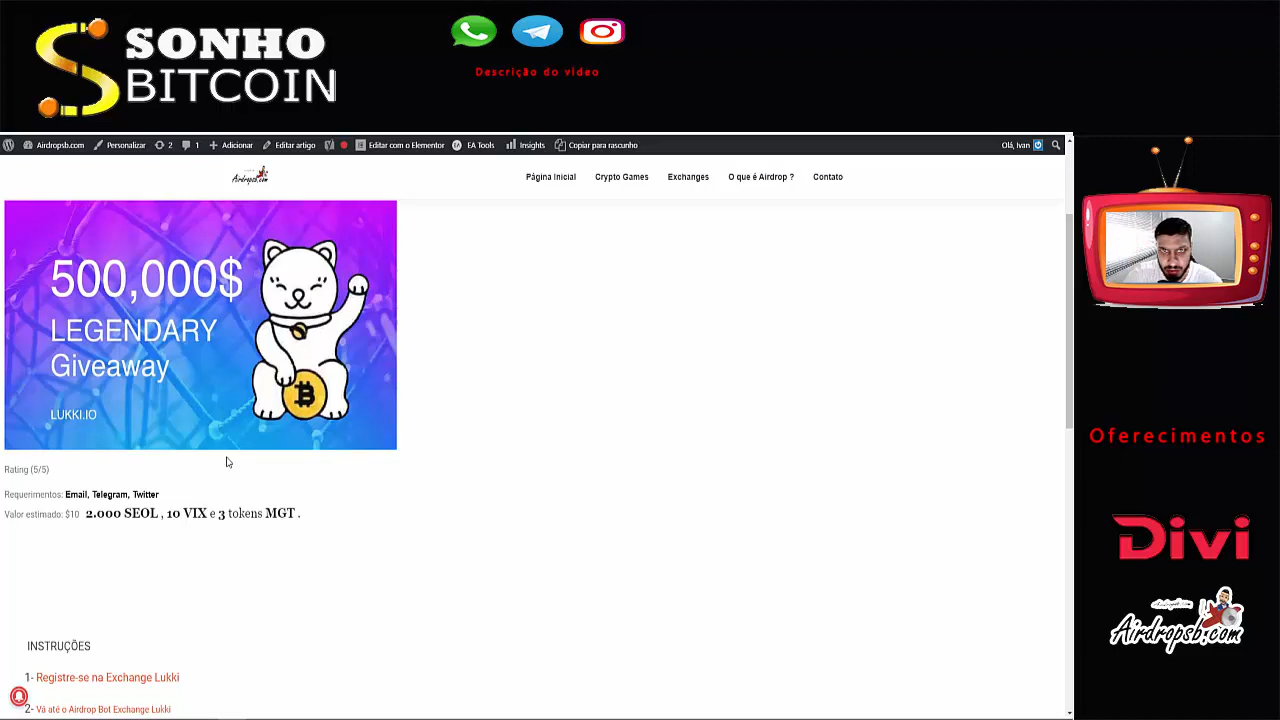 SONHO
BITCOIN
Descrição do vídeo
Airdropsb.com Personalizar 2 1 Adicionar Editar artigo Editar com o Elementor EA Tools Insights Copiar para rascunho Olá, Ivan
Airdropsb.com
Página Inicial Crypto Games Exchanges O que é Airdrop ? Contato
500,000$
LEGENDARY
Giveaway
LUKKI.IO
Rating (5/5)
Requerimentos: Email, Telegram, Twitter
Valor estimado: $10 2.000 SEOL , 10 VIX e 3 tokens MGT .
INSTRUÇÕES
1- Registre-se na Exchange Lukki
2- Vá até o Airdrop Bot Exchange Lukki
Oferecimentos
Divi
Airdropsb.com